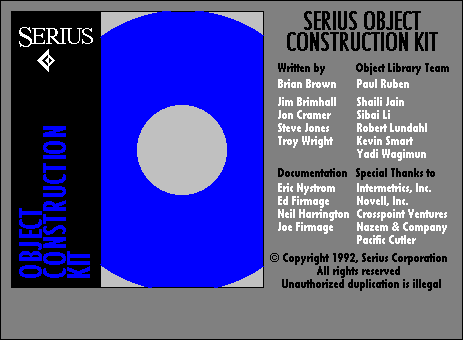 SERIUS
OBJECT
CONSTRUCTION
KIT
SERIUS OBJECT
CONSTRUCTION KIT
Written by
Brian Brown
Jim Brimhall
Jon Cramer
Steve Jones
Troy Wright
Object Library Team
Paul Ruben
Shaili Jain
Sibai Li
Robert Lundahl
Kevin Smart
Yadi Wagimun
Documentation
Eric Nystrom
Ed Firmage
Neil Harrington
Joe Firmage
Special Thanks to
Intermetrics, Inc.
Novell, Inc.
Crosspoint Ventures
Nazem & Company
Pacific Cutler
© Copyright 1992, Serius Corporation
All rights reserved
Unauthorized duplication is illegal